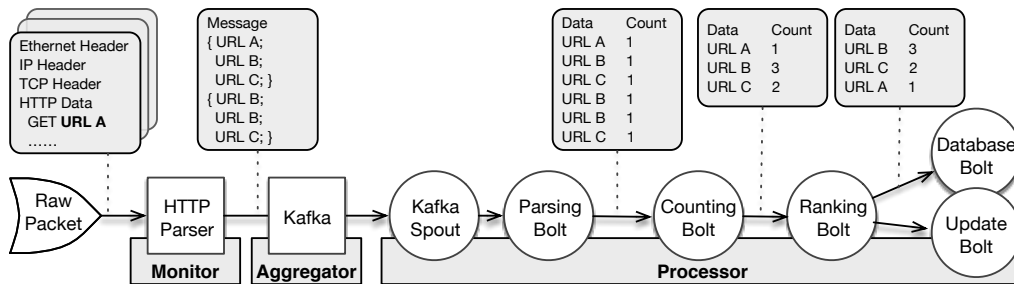 Ethernet Header
IP Header
TCP Header
HTTP Data
GET URL A
......
Message
{ URL A;
URL B;
URL C; }
{ URL B;
URL B;
URL C; }
Data Count
URL A 1
URL B 1
URL C 1
URL B 1
URL B 1
URL C 1
Data Count
URL A 1
URL B 3
URL C 2
Data Count
URL B 3
URL C 2
URL A 1
Raw
Packet
HTTP
Parser
Kafka
Kafka
Spout
Parsing
Bolt
Counting
Bolt
Ranking
Bolt
Database
Bolt
Update
Bolt
Monitor
Aggregator
Processor